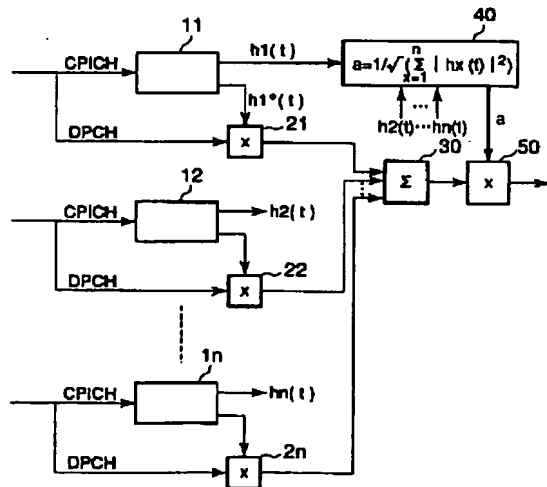 40
11
CPICH
h1(t)
a=1/√(Σ_{x=1}^{n} | hx (t) |²)
h1*(t)
...
h2(t)...hn(t)
21
DPCH
X
a
30
50
Σ
X
12
CPICH
h2(t)
22
DPCH
X
1n
CPICH
hn(t)
2n
DPCH
X